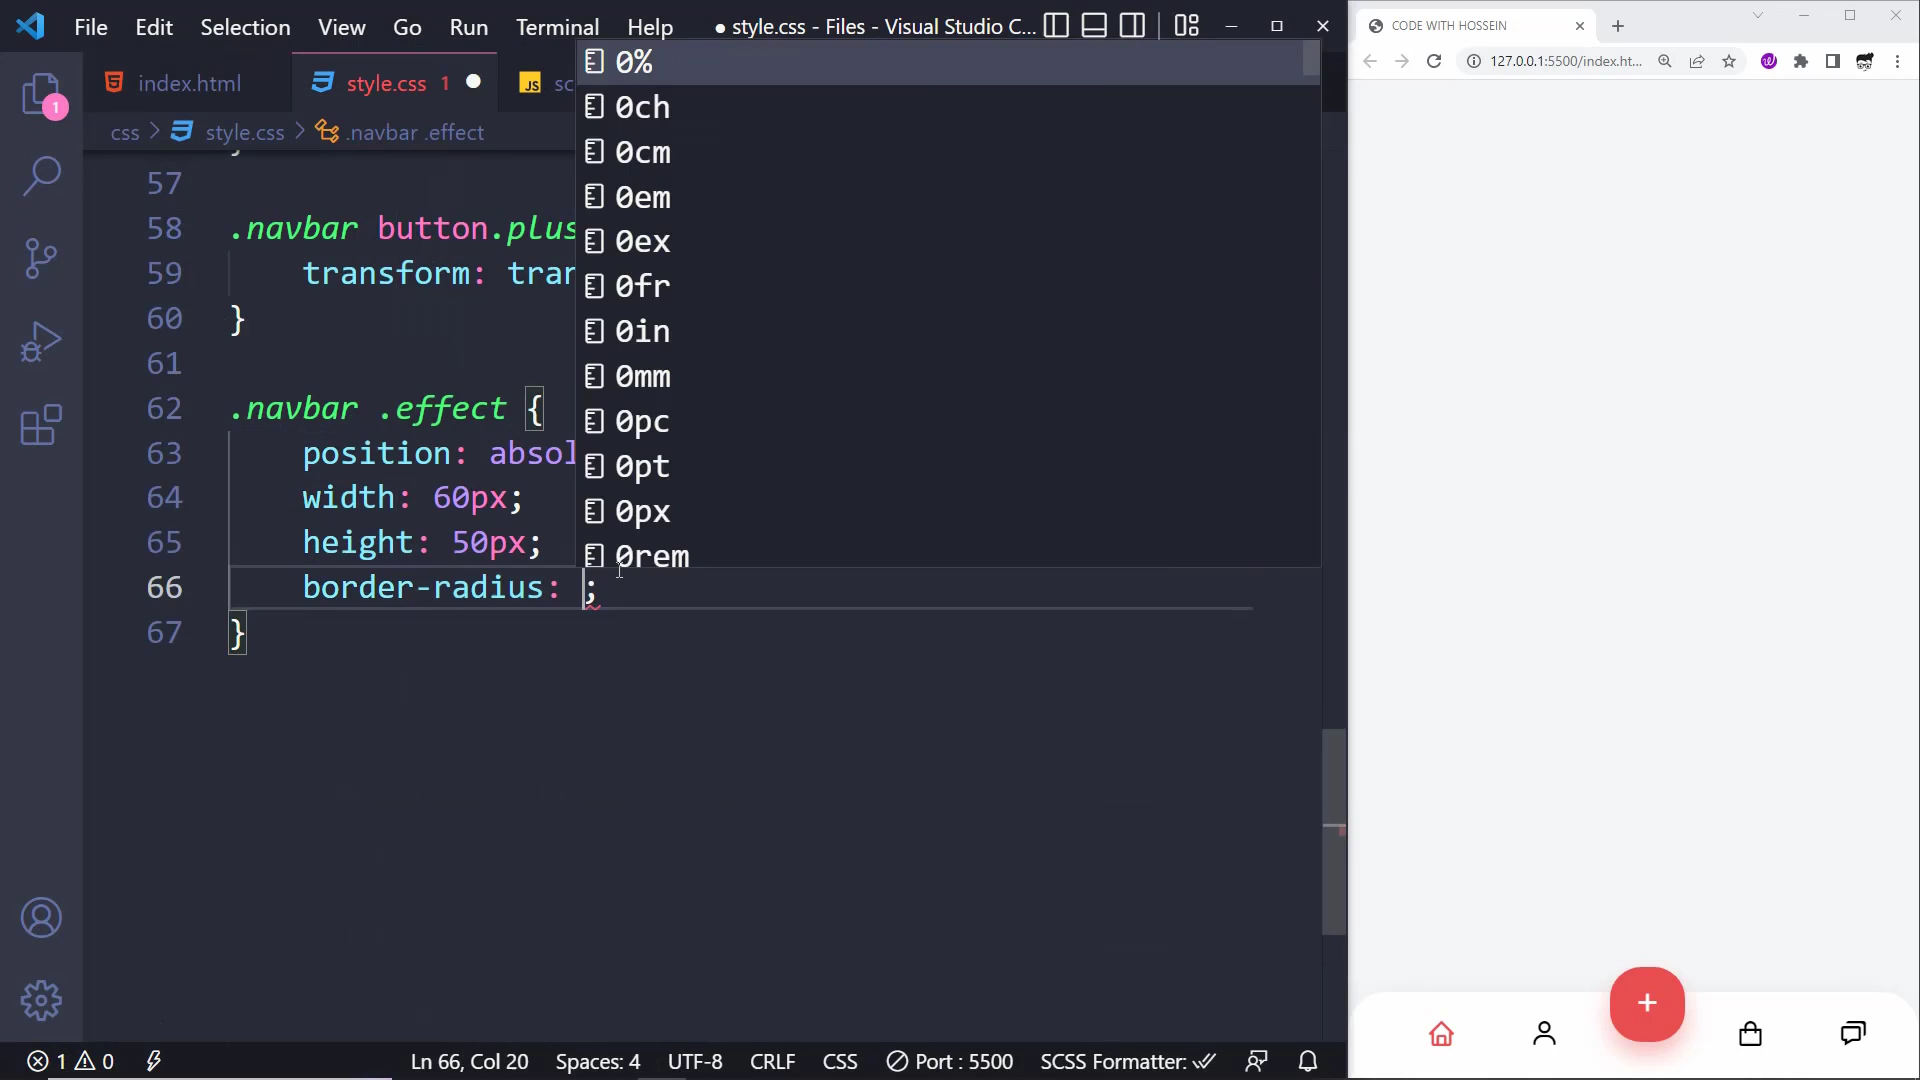 File Edit Selection View Go Run Terminal Help
● style.css - Files - Visual Studio C...
index.html
style.css 1
JS sc
css > style.css > .navbar .effect
57
58 .navbar button.plus
59 transform: tran
60 }
61
62 .navbar .effect {
63 position: absol
64 width: 60px;
65 height: 50px;
66 border-radius: ;
67 }
0%
0ch
0cm
0em
0ex
0fr
0in
0mm
0pc
0pt
0px
0rem
1
1 0
Ln 66, Col 20 Spaces: 4 UTF-8 CRLF CSS Port : 5500 SCSS Formatter:
CODE WITH HOSSEIN
127.0.0.1:5500/index.ht...
+